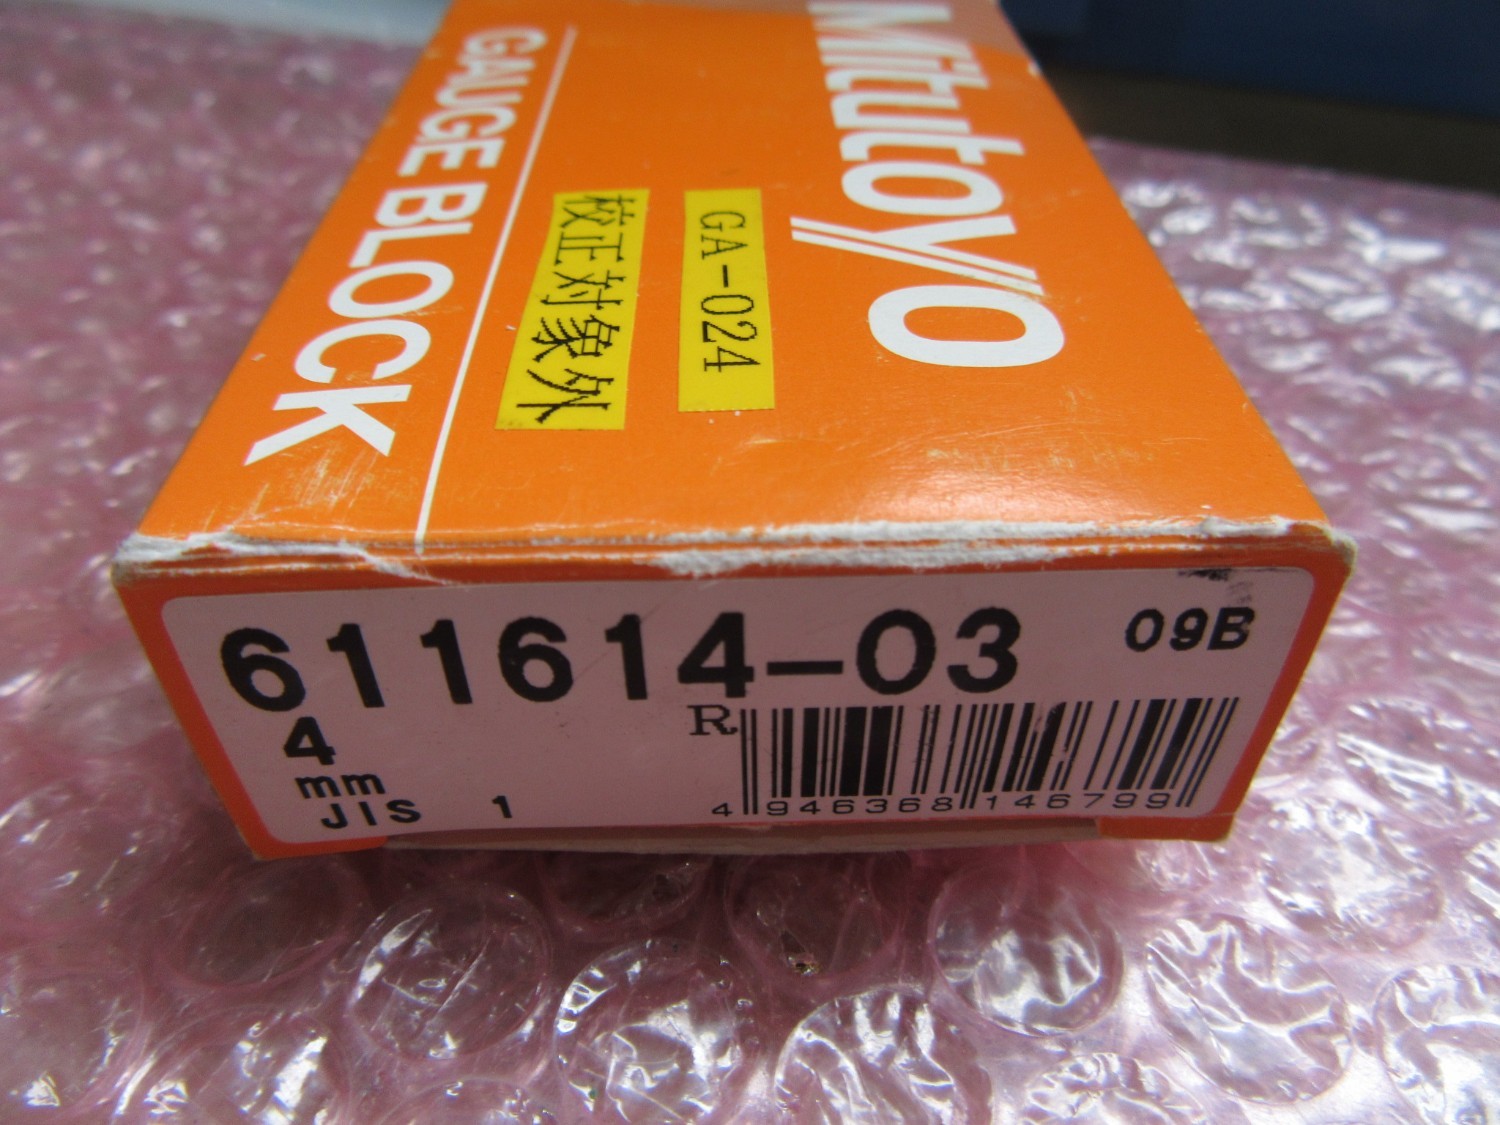 Mitutoyo
GA-024
校正対象外
GAUGE BLOCK
611614-03
09B
4
mm
JIS 1
R
4 946368 146799